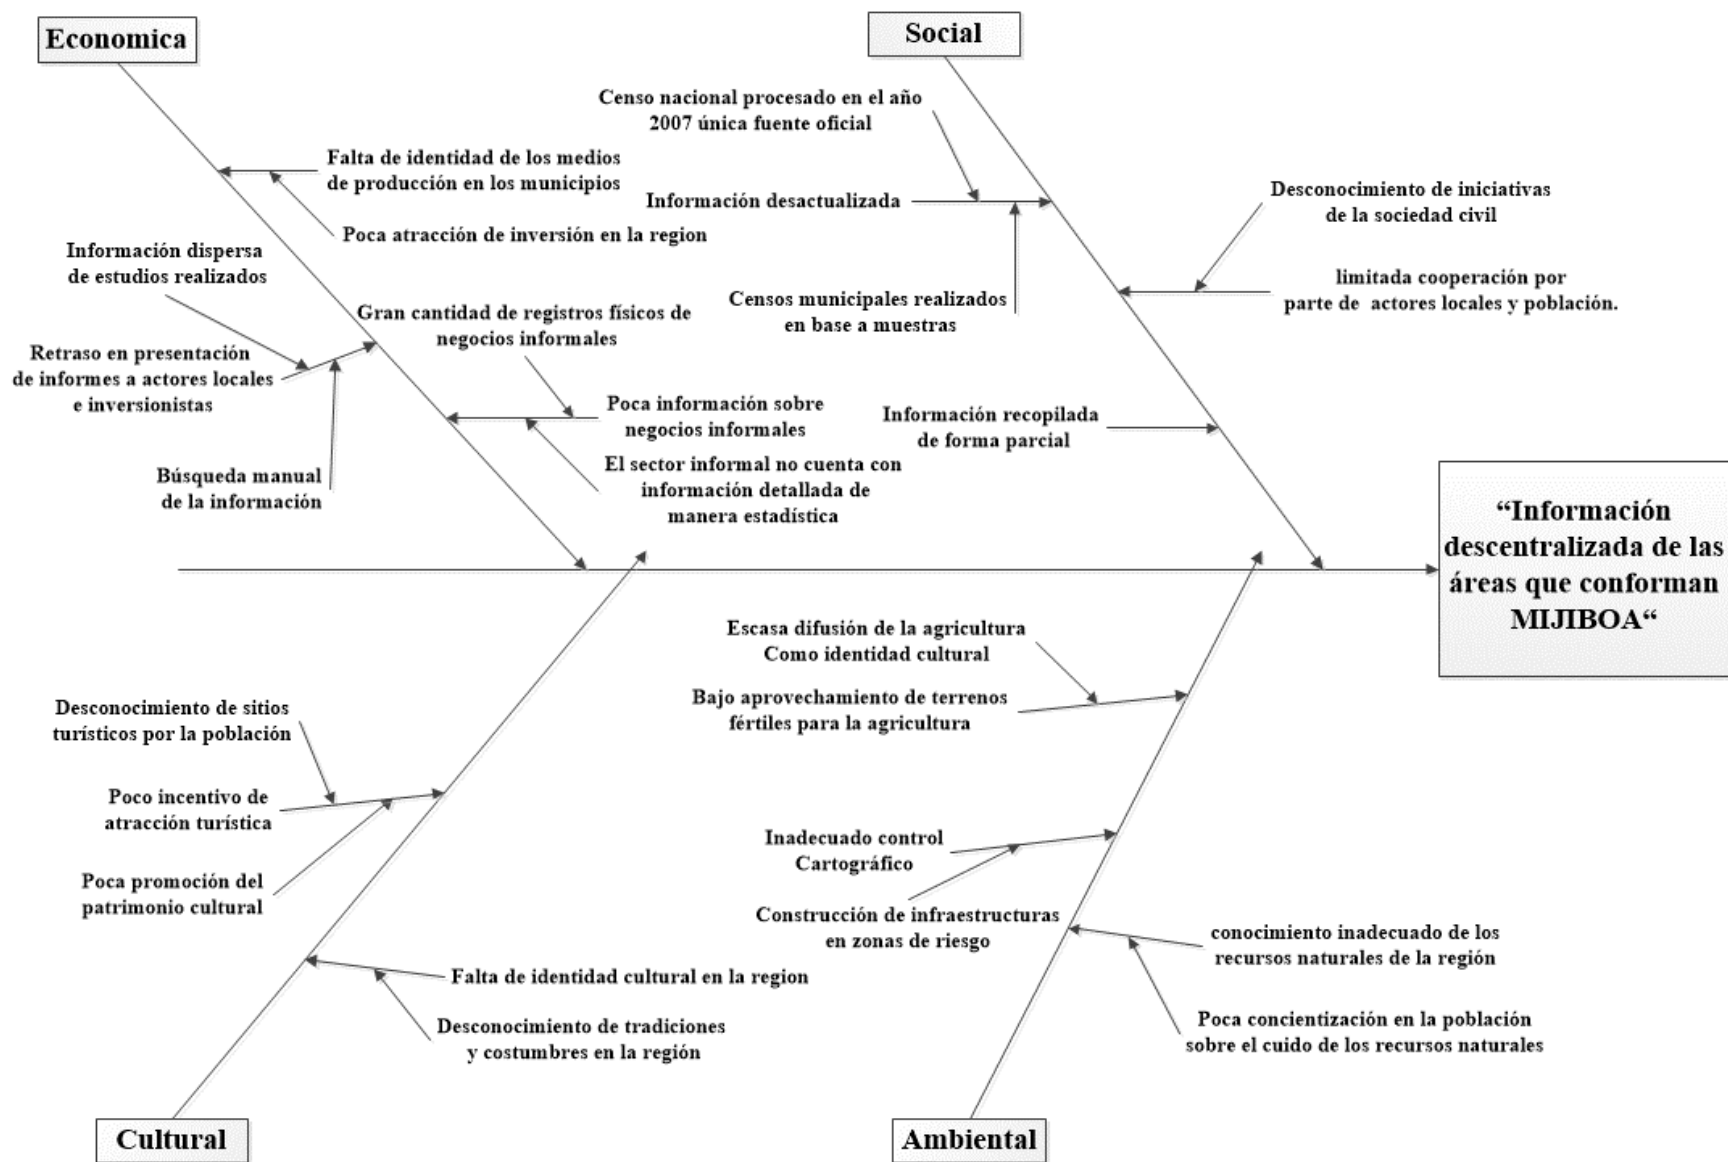 Economica
Social
Censo nacional procesado en el año
2007 única fuente oficial
Falta de identidad de los medios
de producción en los municipios
Información desactualizada
Desconocimiento de iniciativas
de la sociedad civil
Poca atracción de inversión en la region
Información dispersa
de estudios realizados
Censos municipales realizados
en base a muestras
limitada cooperación por
parte de actores locales y población.
Gran cantidad de registros físicos de
negocios informales
Retraso en presentación
de informes a actores locales
e inversionistas
Poca información sobre
negocios informales
Información recopilada
de forma parcial
Búsqueda manual
de la información
El sector informal no cuenta con
información detallada de
manera estadística
“Información
descentralizada de las
áreas que conforman
MIJIBOA“
Escasa difusión de la agricultura
Como identidad cultural
Bajo aprovechamiento de terrenos
fértiles para la agricultura
Desconocimiento de sitios
turísticos por la población
Poco incentivo de
atracción turística
Inadecuado control
Cartográfico
Poca promoción del
patrimonio cultural
Construcción de infraestructuras
en zonas de riesgo
conocimiento inadecuado de los
recursos naturales de la región
Falta de identidad cultural en la region
Desconocimiento de tradiciones
y costumbres en la región
Poca concientización en la población
sobre el cuido de los recursos naturales
Cultural
Ambiental